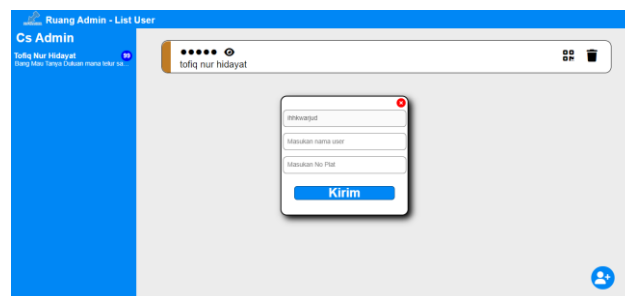 Ruang Admin - List User
Cs Admin
Tofiq Nur Hidayat 99
Bang Mau Tanya Duluan mana telur sa...
●●●●●
tofiq nur hidayat
Masukan nama user
Masukan No Plat
Kirim